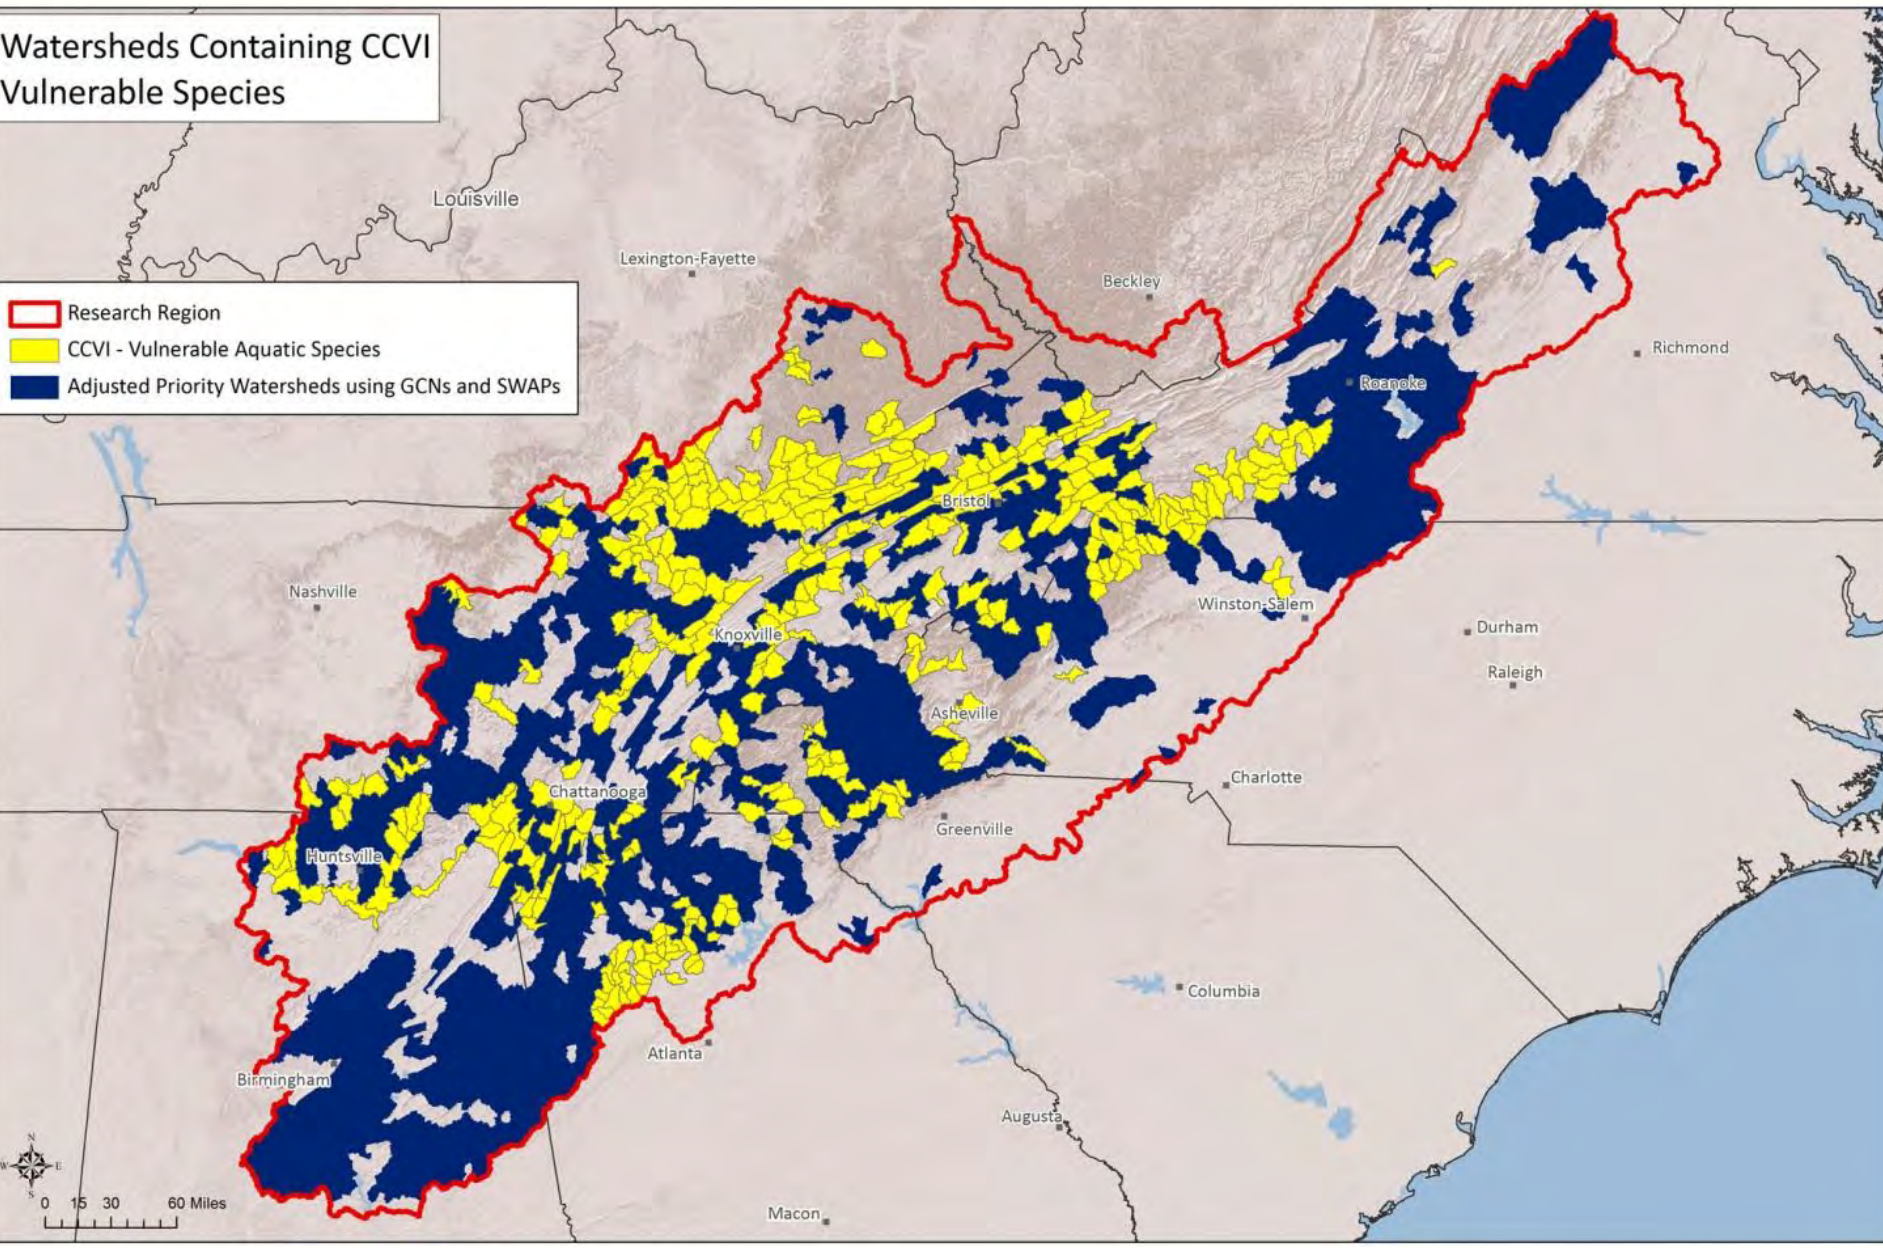 Watersheds Containing CCVI
Vulnerable Species
Louisville
Lexington-Fayette
Beckley
Research Region
CCVI - Vulnerable Aquatic Species
Adjusted Priority Watersheds using GCNs and SWAPs
Richmond
Roanoke
Bristol
Nashville
Winston-Salem
Knoxville
Durham
Raleigh
Asheville
Charlotte
Chattanooga
Greenville
Huntsville
Columbia
Atlanta
Birmingham
Augusta
N
W
E
S
0 15 30 60 Miles
Macon